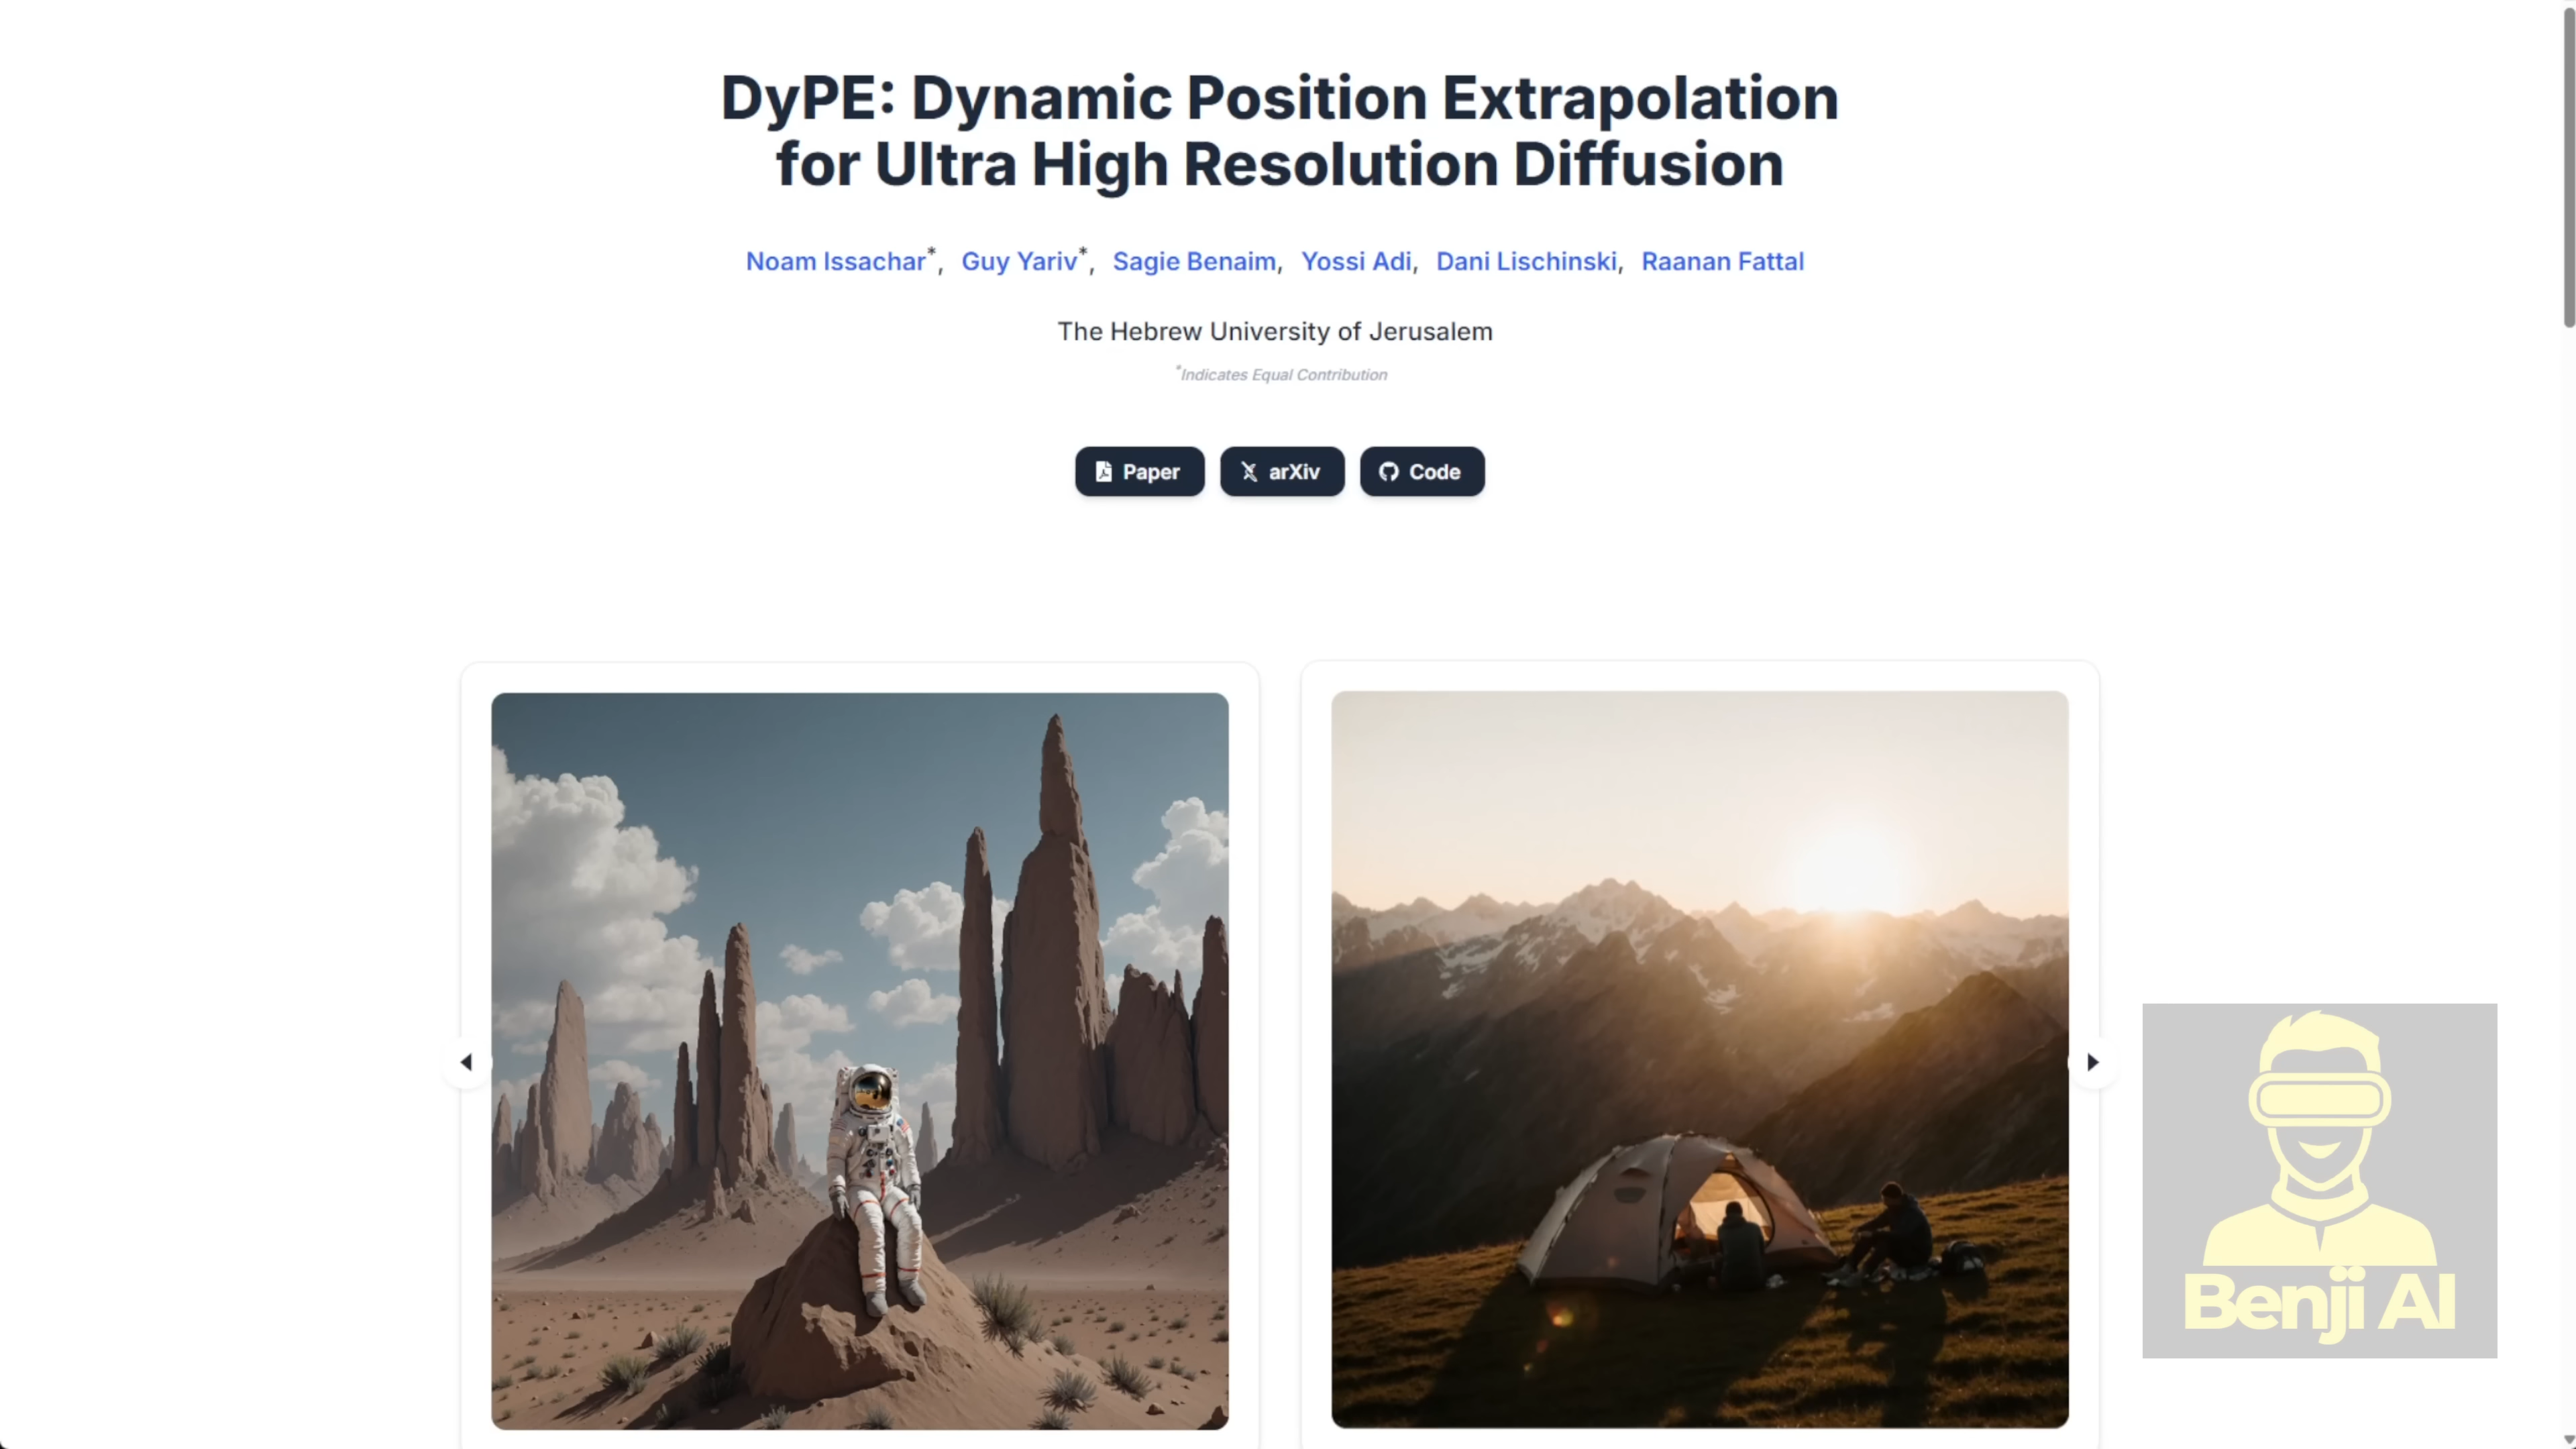 DyPE: Dynamic Position Extrapolation
for Ultra High Resolution Diffusion
Noam Issachar*, Guy Yariv*, Sagie Benaim, Yossi Adi, Dani Lischinski, Raanan Fattal
The Hebrew University of Jerusalem
*Indicates Equal Contribution
Paper
arXiv
Code
Benji AI